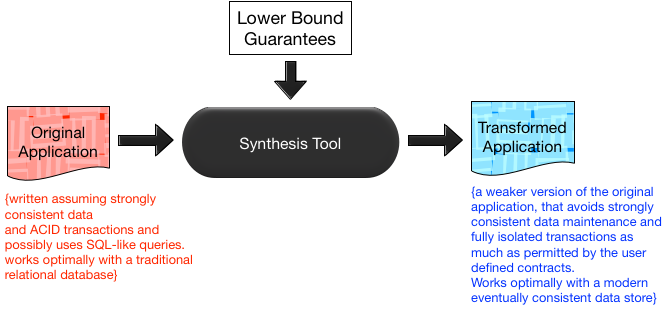 Lower Bound
Guarantees
Original
Application
Synthesis Tool
Transformed
Application
{written assuming strongly
consistent data
and ACID transactions and
possibly uses SQL-like queries.
works optimally with a traditional
relational database}
{a weaker version of the original
application, that avoids strongly
consistent data maintenance and
fully isolated transactions as
much as permitted by the user
defined contracts.
Works optimally with a modern
eventually consistent data store}